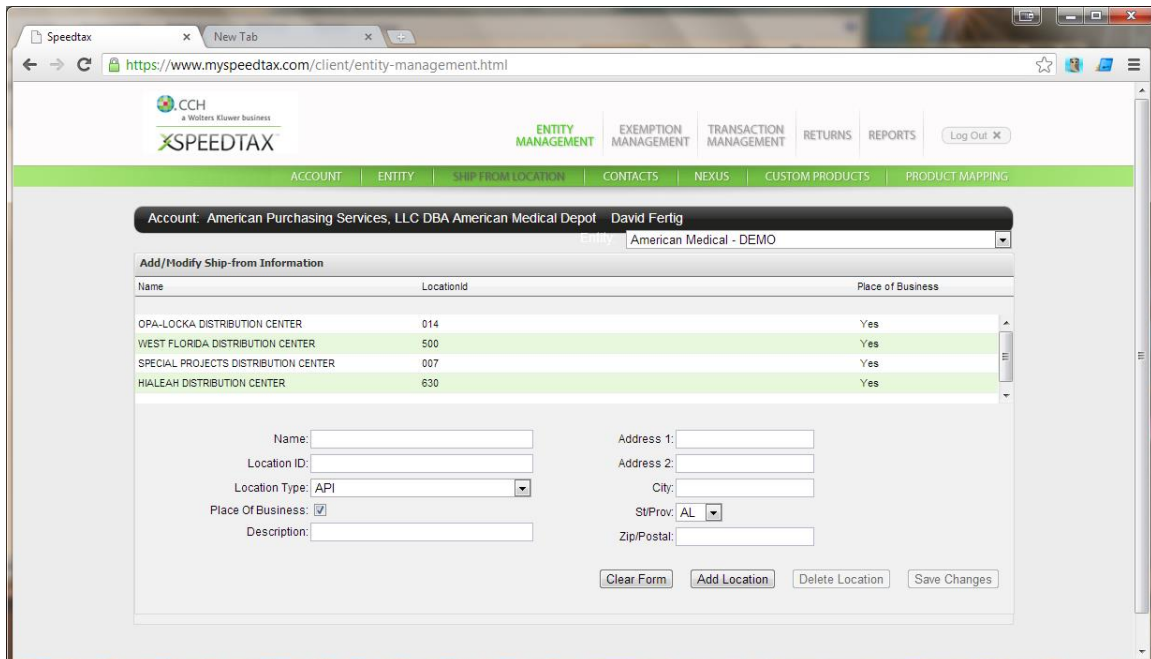 Speedtax
New Tab
https://www.myspeedtax.com/client/entity-management.html
CCH
a Wolters Kluwer business
SPEEDTAX
ENTITY MANAGEMENT EXEMPTION MANAGEMENT TRANSACTION MANAGEMENT RETURNS REPORTS Log Out X
ACCOUNT ENTITY SHIP FROM LOCATION CONTACTS NEXUS CUSTOM PRODUCTS PRODUCT MAPPING
Account: American Purchasing Services, LLC DBA American Medical Depot David Fertig
Entity: American Medical - DEMO
Add/Modify Ship-from Information
Name LocationId Place of Business
OPA-LOCKA DISTRIBUTION CENTER 014 Yes
WEST FLORIDA DISTRIBUTION CENTER 500 Yes
SPECIAL PROJECTS DISTRIBUTION CENTER 007 Yes
HIALEAH DISTRIBUTION CENTER 630 Yes
Name: Address 1:
Location ID: Address 2:
Location Type: API City:
Place Of Business: St/Prov: AL
Description: Zip/Postal:
Clear Form Add Location Delete Location Save Changes